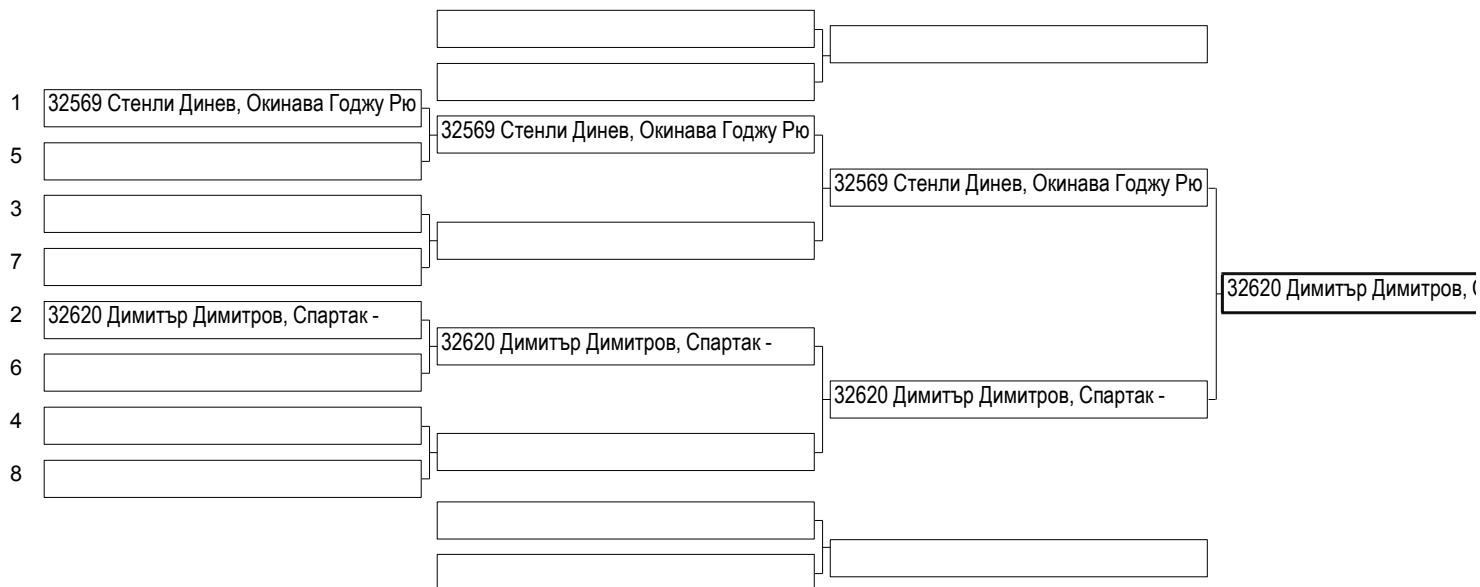 1 32569 Стенли Динев, Окинава Годжу Рю
5
3
7
2 32620 Димитър Димитров, Спартак -
6
4
8
32569 Стенли Динев, Окинава Годжу Рю
32620 Димитър Димитров, Спартак -
32569 Стенли Динев, Окинава Годжу Рю
32620 Димитър Димитров, Спартак -
32620 Димитър Димитров,